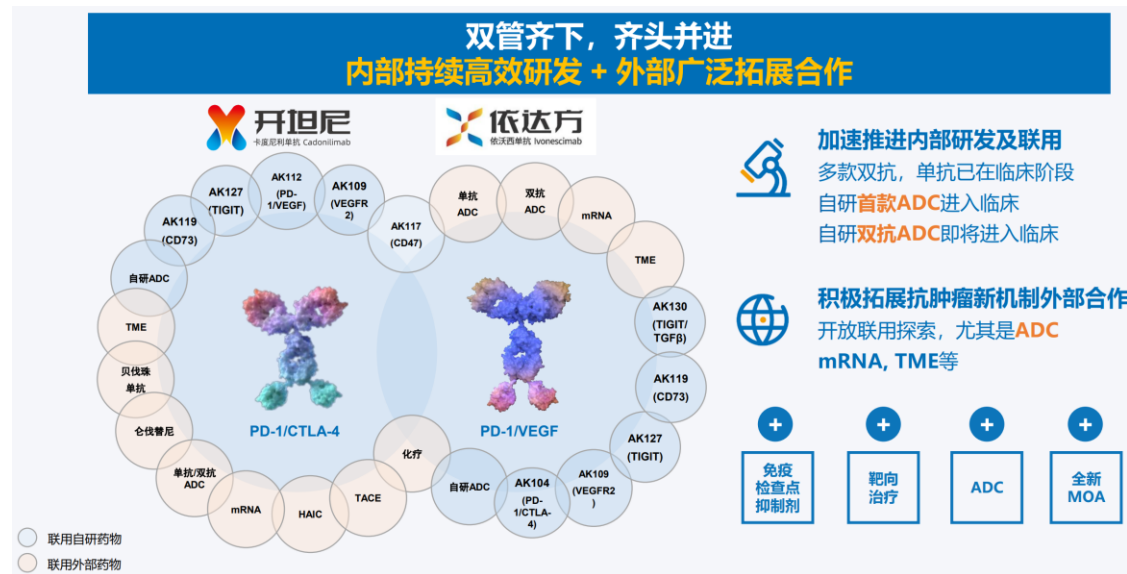 双管齐下，齐头并进
内部持续高效研发 + 外部广泛拓展合作
开坦尼
卡度尼利单抗 Cadonilimab
依达方
依沃西单抗 Ivonescimab
AK127
(TIGIT)
AK112
(PD-
1/VEGF)
AK109
(VEGFR
2)
AK119
(CD73)
AK117
(CD47)
自研ADC
TME
贝伐珠
单抗
仑伐替尼
单抗/双抗
ADC
mRNA
HAIC
TACE
化疗
PD-1/CTLA-4
单抗
ADC
双抗
ADC
mRNA
TME
AK130
(TIGIT/
TGFβ)
AK119
(CD73)
AK127
(TIGIT)
AK109
(VEGFR2
)
AK104
(PD-
1/CTLA-
4)
自研ADC
PD-1/VEGF
联用自研药物
联用外部药物
加速推进内部研发及联用
多款双抗，单抗已在临床阶段
自研首款ADC进入临床
自研双抗ADC即将进入临床
积极拓展抗肿瘤新机制外部合作
开放联用探索，尤其是ADC
mRNA, TME等
+
免疫
检查点
抑制剂
+
靶向
治疗
+
ADC
+
全新
MOA